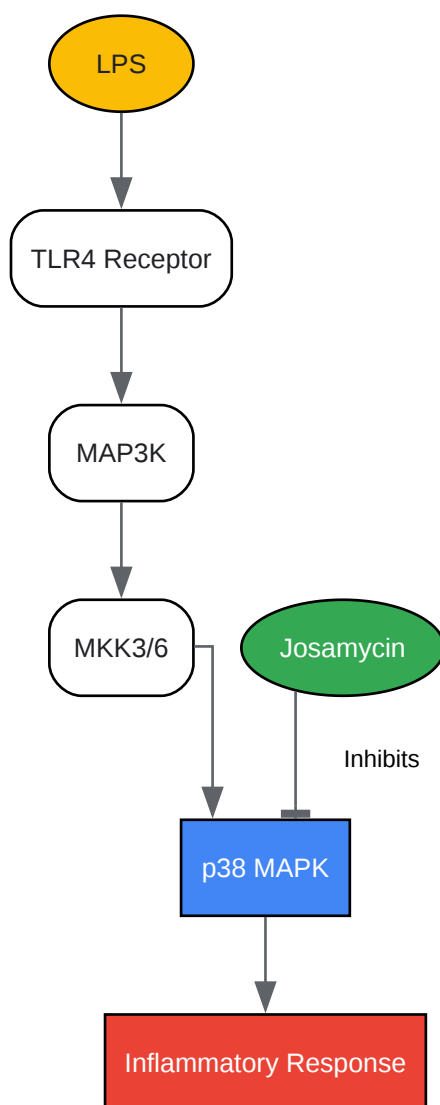 LPS
TLR4 Receptor
MAP3K
MKK3/6
Josamycin
Inhibits
p38 MAPK
Inflammatory Response